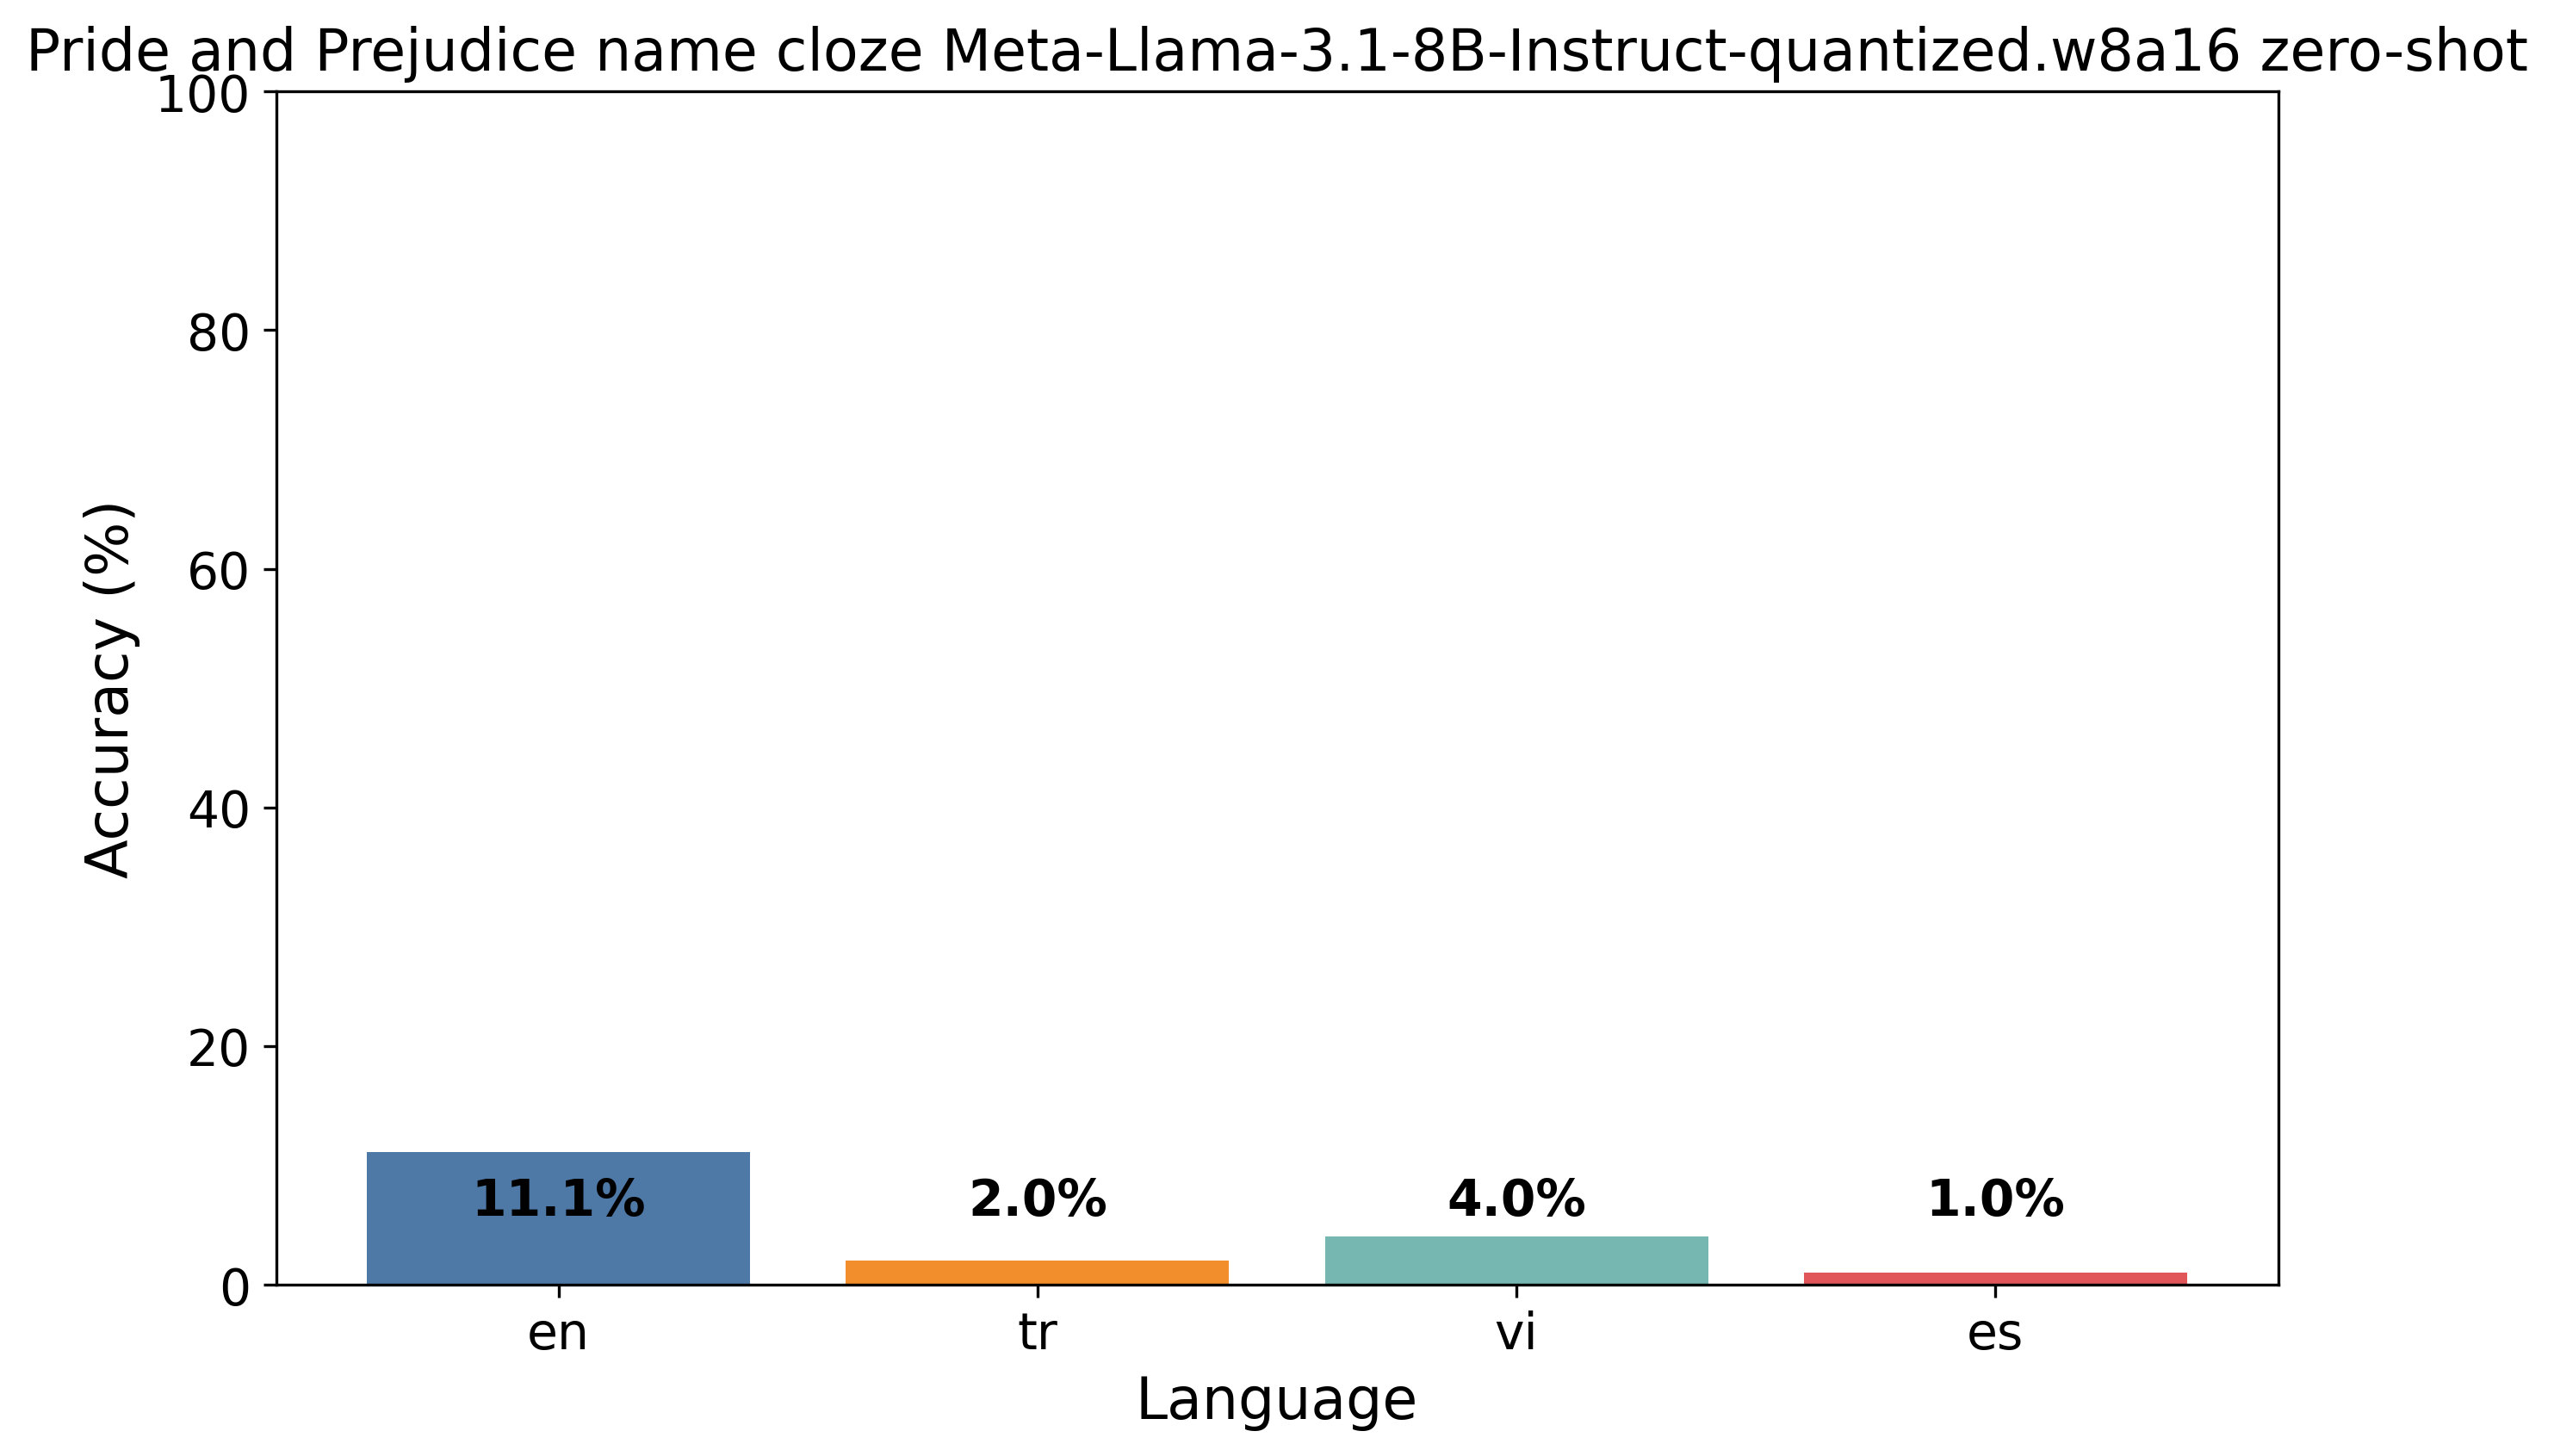 Pride and Prejudice name cloze Meta-Llama-3.1-8B-Instruct-quantized.w8a16 zero-shot
100
80
60
40
20
0
Accuracy (%)
11.1%
2.0%
4.0%
1.0%
en
tr
vi
es
Language